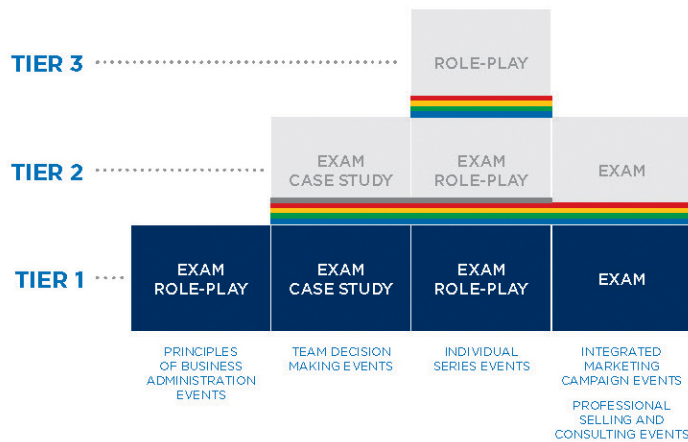 TIER 3
ROLE-PLAY
TIER 2
EXAM
CASE STUDY
EXAM
ROLE-PLAY
EXAM
TIER 1
EXAM
ROLE-PLAY
EXAM
CASE STUDY
EXAM
ROLE-PLAY
EXAM
PRINCIPLES
OF BUSINESS
ADMINISTRATION
EVENTS
TEAM DECISION
MAKING EVENTS
INDIVIDUAL
SERIES EVENTS
INTEGRATED
MARKETING
CAMPAIGN EVENTS
PROFESSIONAL
SELLING AND
CONSULTING EVENTS